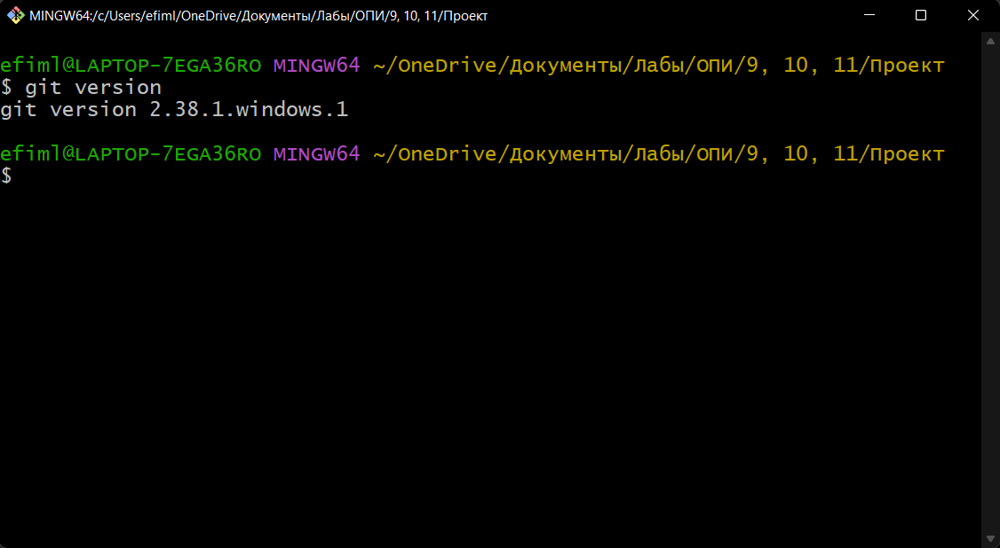 MINGW64:/c/Users/efiml/OneDrive/Документы/Лабы/ОПИ/9, 10, 11/Проект
efiml@LAPTOP-7EGA36RO MINGW64 ~/OneDrive/Документы/Лабы/ОПИ/9, 10, 11/Проект
$ git version
git version 2.38.1.windows.1
efiml@LAPTOP-7EGA36RO MINGW64 ~/OneDrive/Документы/Лабы/ОПИ/9, 10, 11/Проект
$